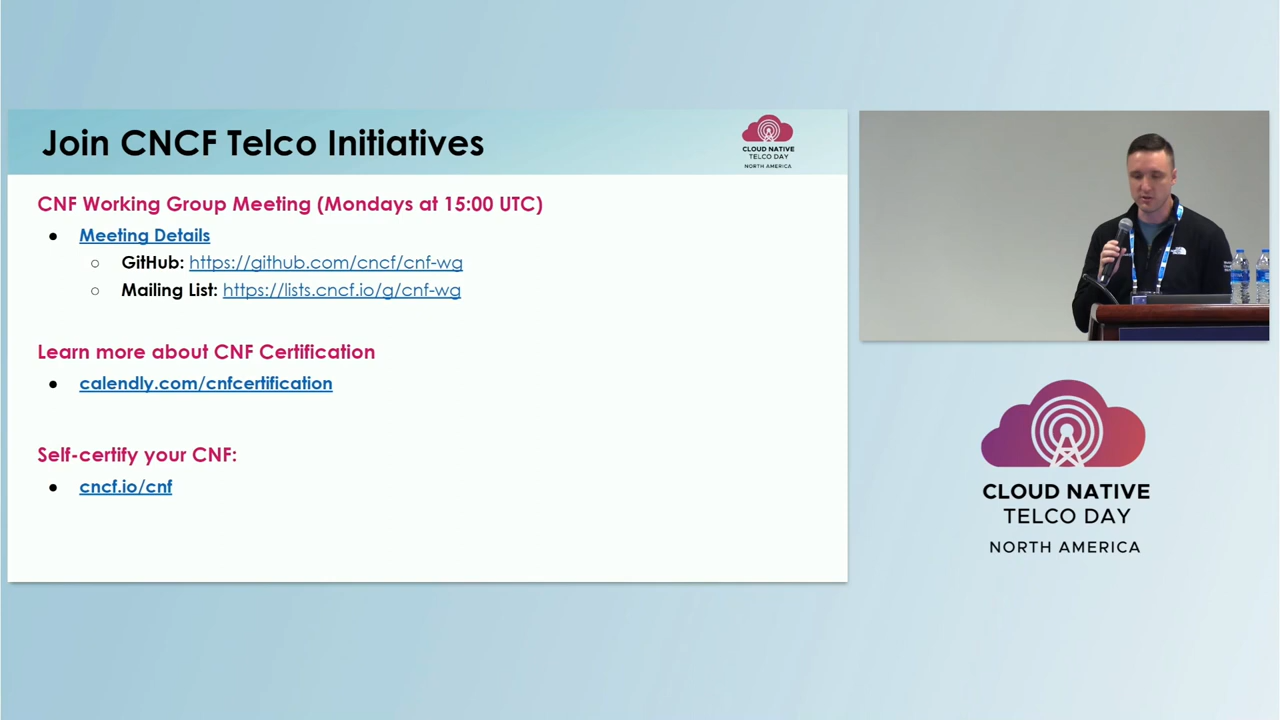 Join CNCF Telco Initiatives
CLOUD NATIVE
TELCO DAY
NORTH AMERICA
CNF Working Group Meeting (Mondays at 15:00 UTC)
● Meeting Details
○ GitHub: https://github.com/cncf/cnf-wg
○ Mailing List: https://lists.cncf.io/g/cnf-wg
Learn more about CNF Certification
● calendly.com/cnfcertification
Self-certify your CNF:
● cncf.io/cnf
CLOUD NATIVE
TELCO DAY
NORTH AMERICA